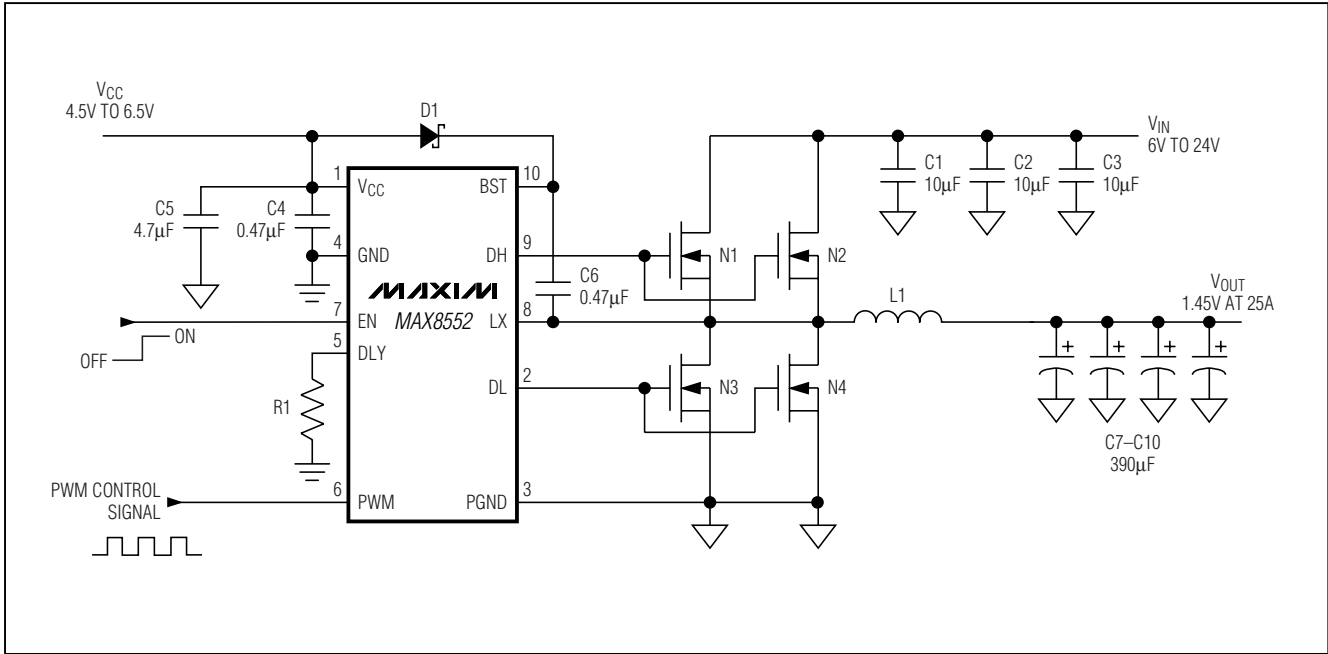 VCC
4.5V TO 6.5V
D1
VIN
6V TO 24V
C1
10µF
C2
10µF
C3
10µF
1
VCC
BST
10
C5
4.7µF
C4
0.47µF
4
GND
DH
9
N1
N2
C6
0.47µF
MAXIM
MAX8552
7
EN
LX
8
L1
VOUT
1.45V AT 25A
OFF
ON
5
DLY
DL
2
N3
N4
+
+
+
+
R1
C7–C10
390µF
PWM CONTROL
SIGNAL
6
PWM
PGND
3